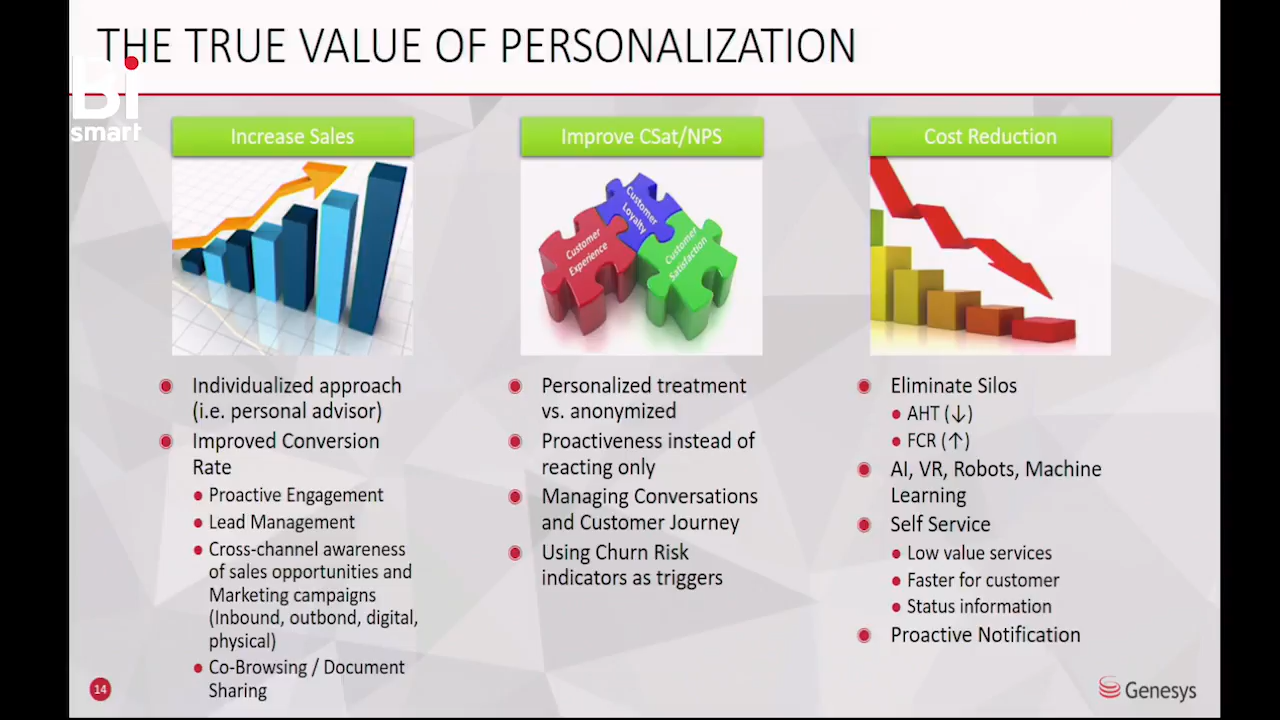 THE TRUE VALUE OF PERSONALIZATION
Bi
smart
Increase Sales
Individualized approach
(i.e. personal advisor)
Improved Conversion
Rate
Proactive Engagement
Lead Management
Cross-channel awareness
of sales opportunities and
Marketing campaigns
(Inbound, outbond, digital,
physical)
Co-Browsing / Document
Sharing
Improve CSat/NPS
Customer
Loyalty
Customer
Experience
Customer
Satisfaction
Personalized treatment
vs. anonymized
Proactiveness instead of
reacting only
Managing Conversations
and Customer Journey
Using Churn Risk
indicators as triggers
Cost Reduction
Eliminate Silos
AHT (↓)
FCR (↑)
AI, VR, Robots, Machine
Learning
Self Service
Low value services
Faster for customer
Status information
Proactive Notification
14
Genesys